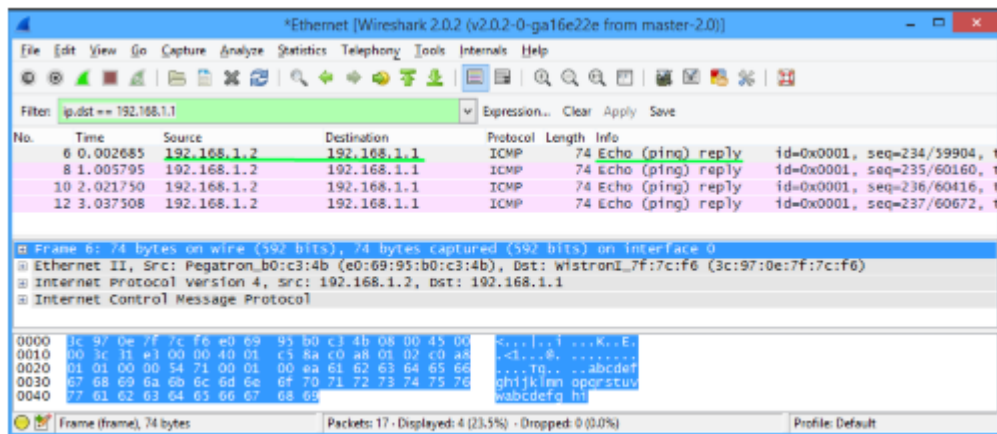 *Ethernet [Wireshark 2.0.2 (v2.0.2-0-ga16e22e from master-2.0)]
File Edit View Go Capture Analyze Statistics Telephony Tools Internals Help
Filter: ip.dst == 192.168.1.1 Expression... Clear Apply Save
No. Time Source Destination Protocol Length Info
6 0.002685 192.168.1.2 192.168.1.1 ICMP 74 Echo (ping) reply id=0x0001, seq=234/59904, t
8 1.005795 192.168.1.2 192.168.1.1 ICMP 74 Echo (ping) reply id=0x0001, seq=235/60160, t
10 2.021750 192.168.1.2 192.168.1.1 ICMP 74 Echo (ping) reply id=0x0001, seq=236/60416, t
12 3.037508 192.168.1.2 192.168.1.1 ICMP 74 Echo (ping) reply id=0x0001, seq=237/60672, t
Frame 6: 74 bytes on wire (592 bits), 74 bytes captured (592 bits) on interface 0
Ethernet II, Src: Pegatron_b0:c3:4b (e0:69:95:b0:c3:4b), Dst: WistronI_7f:7c:f6 (3c:97:0e:7f:7c:f6)
Internet Protocol Version 4, Src: 192.168.1.2, Dst: 192.168.1.1
Internet Control Message Protocol
0000 3c 97 0e 7f 7c f6 e0 69 95 b0 c3 4b 08 00 45 00 <...|..i ...K..E.
0010 00 3c 31 e3 00 00 40 01 c5 8a c0 a8 01 02 c0 a8 .<1...@. ........
0020 01 01 00 00 54 71 00 01 00 ea 61 62 63 64 65 66 ....Tq.. ..abcdef
0030 67 68 69 6a 6b 6c 6d 6e 6f 70 71 72 73 74 75 76 ghijklmn opqrstuv
0040 77 61 62 63 64 65 66 67 68 69 wabcdefg hi
Frame (frame), 74 bytes Packets: 17 · Displayed: 4 (23.5%) · Dropped: 0 (0.0%) Profile: Default